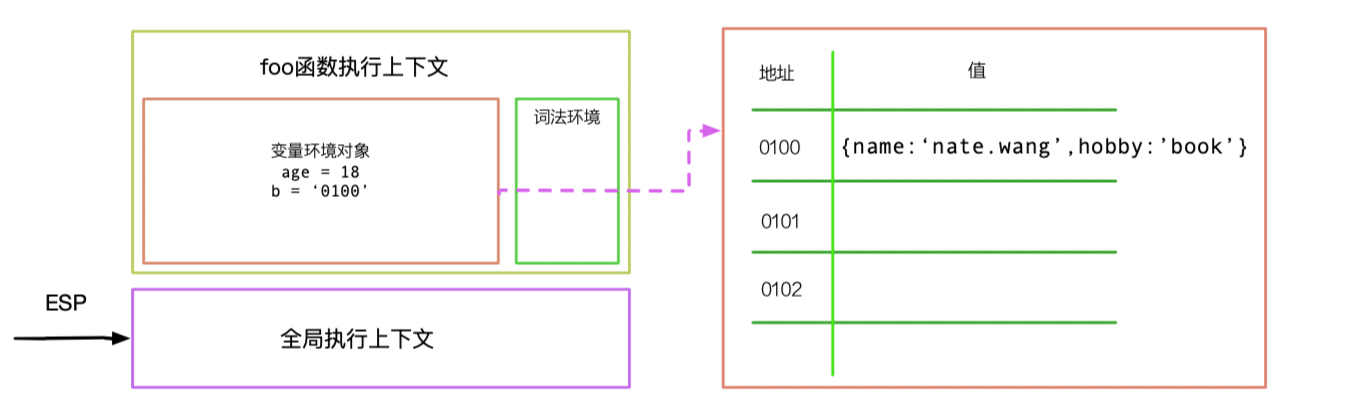 foo函数执行上下文
词法环境
变量环境对象
age = 18
b = ‘0100’
ESP
全局执行上下文
地址 值
0100 {name:‘nate.wang’,hobby:’book’}
0101
0102